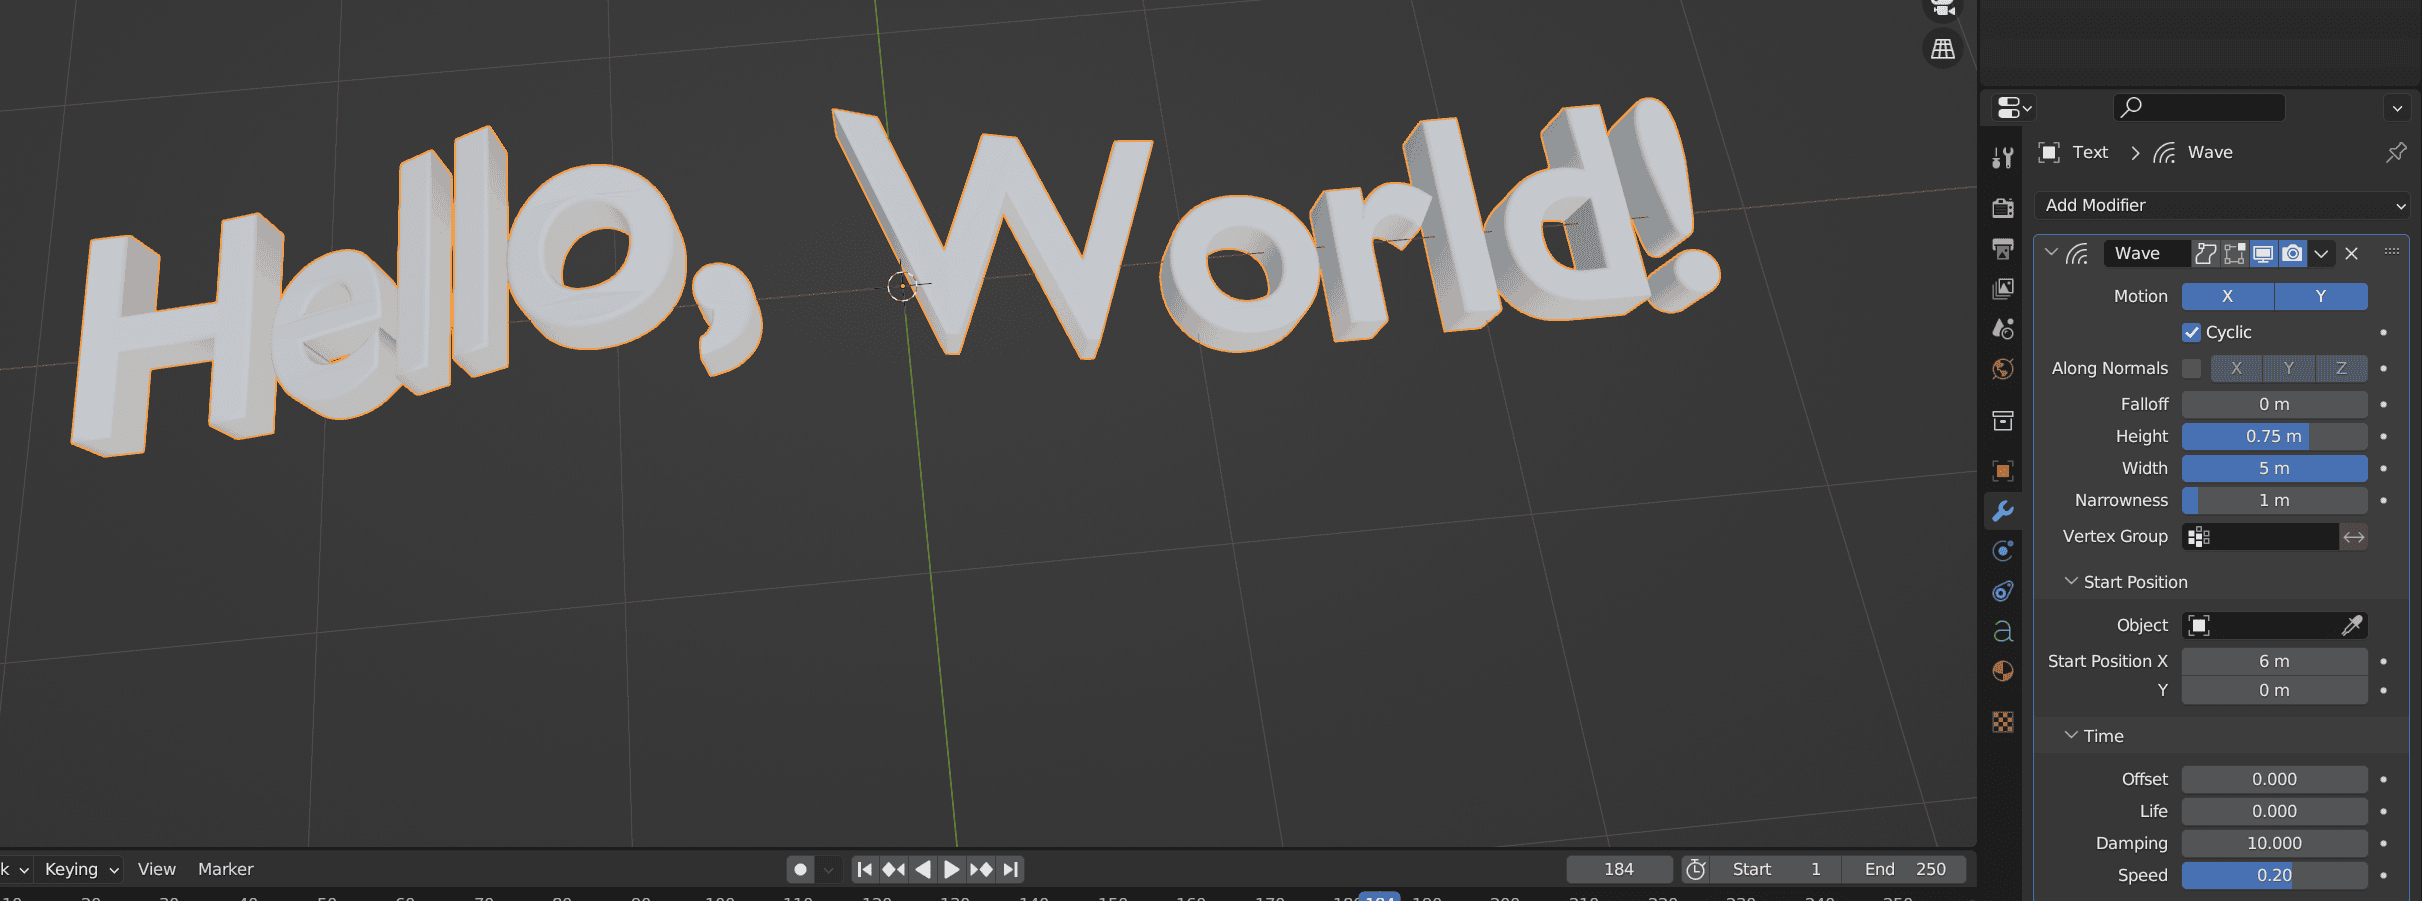 Hello, World!
Text > Wave
Add Modifier
Wave
Motion X Y
Cyclic
Along Normals X Y Z
Falloff 0 m
Height 0.75 m
Width 5 m
Narrowness 1 m
Vertex Group
Start Position
Object
Start Position X 6 m
Y 0 m
Time
Offset 0.000
Life 0.000
Damping 10.000
Speed 0.20
k Keying View Marker 184 Start 1 End 250
184